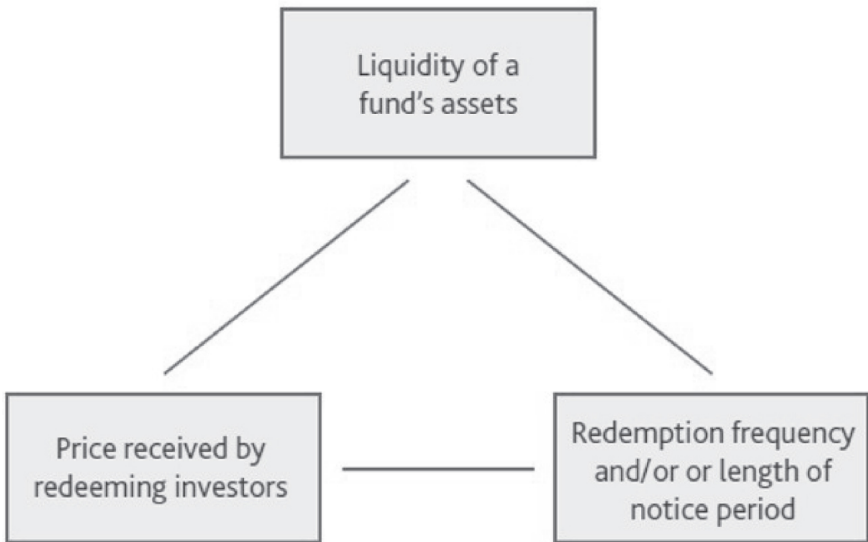 Liquidity of a
fund's assets
Price received by
redeeming investors
Redemption frequency
and/or or length of
notice period